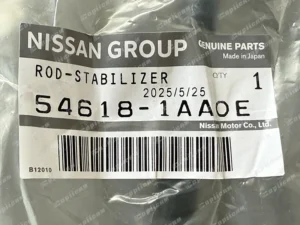 NISSAN GROUP
GENUINE PARTS
Made in Japan
ROD-STABILIZER
QTY 1
2025/5/25
54618-1AA0E
Nissan Motor Co., Ltd.
B12010